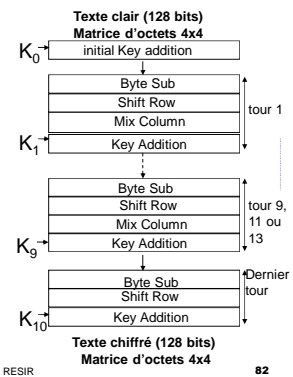 Texte clair (128 bits)
Matrice d'octets 4x4
K0
initial Key addition
Byte Sub
Shift Row
Mix Column
K1
Key Addition
tour 1
Byte Sub
Shift Row
Mix Column
K9
Key Addition
tour 9,
11 ou
13
Byte Sub
Shift Row
K10
Key Addition
Dernier
tour
Texte chiffré (128 bits)
Matrice d'octets 4x4
RESIR
82